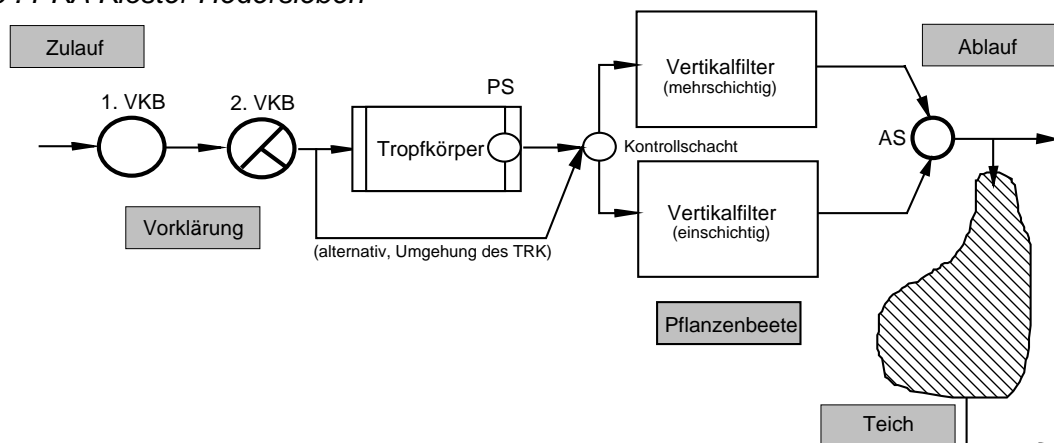 Zulauf
Ablauf
1. VKB
2. VKB
PS
Tropfkörper
Kontrollschacht
Vertikalfilter
(mehrschichtig)
AS
Vertikalfilter
(einschichtig)
Vorklärung
(alternativ, Umgehung des TRK)
Pflanzenbeete
Teich